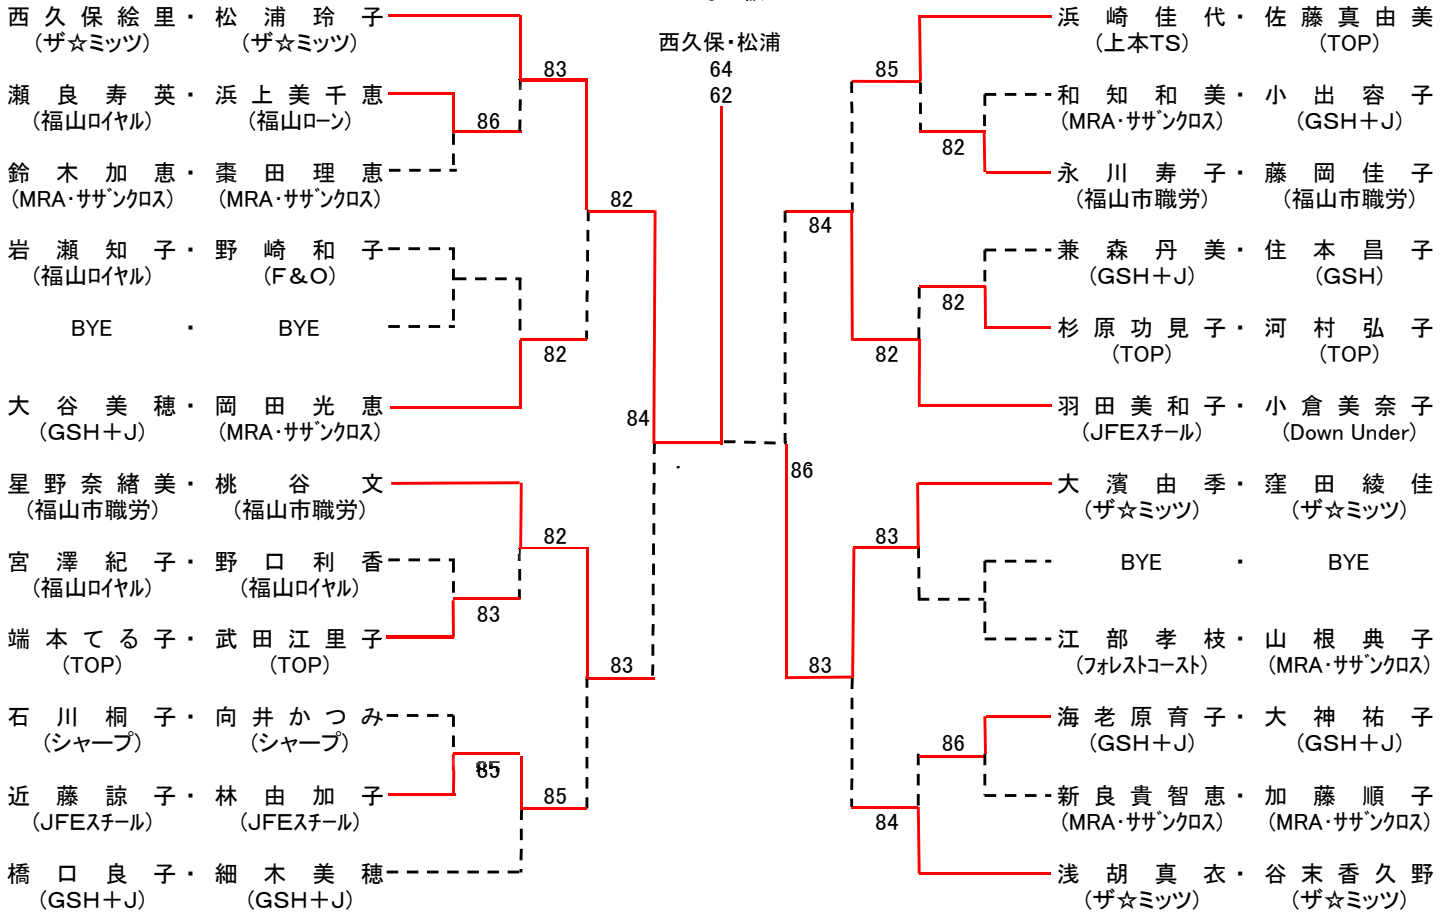 西久保・松浦
64
62
西久保絵里・松浦玲子
(ザ☆ミッツ) (ザ☆ミッツ)
瀬良寿英・浜上美千恵
(福山ロイヤル) (福山ローン)
鈴木加恵・棗田理恵
(MRA・サザンクロス) (MRA・サザンクロス)
岩瀬知子・野崎和子
(福山ロイヤル) (F&O)
BYE ・ BYE
大谷美穂・岡田光恵
(GSH+J) (MRA・サザンクロス)
星野奈緒美・桃谷文
(福山市職労) (福山市職労)
宮澤紀子・野口利香
(福山ロイヤル) (福山ロイヤル)
端本てる子・武田江里子
(TOP) (TOP)
石川桐子・向井かつみ
(シャープ) (シャープ)
近藤諒子・林由加子
(JFEスチール) (JFEスチール)
橋口良子・細木美穂
(GSH+J) (GSH+J)
83
86
82
82
84
82
83
83
85
85
浜崎佳代・佐藤真由美
(上本TS) (TOP)
和知和美・小出容子
(MRA・サザンクロス) (GSH+J)
永川寿子・藤岡佳子
(福山市職労) (福山市職労)
兼森丹美・住本昌子
(GSH+J) (GSH)
杉原功見子・河村弘子
(TOP) (TOP)
羽田美和子・小倉美奈子
(JFEスチール) (Down Under)
大濱由季・窪田綾佳
(ザ☆ミッツ) (ザ☆ミッツ)
BYE ・ BYE
江部孝枝・山根典子
(フォレストコースト) (MRA・サザンクロス)
海老原育子・大神祐子
(GSH+J) (GSH+J)
新良貴智恵・加藤順子
(MRA・サザンクロス) (MRA・サザンクロス)
浅胡真衣・谷末香久野
(ザ☆ミッツ) (ザ☆ミッツ)
85
82
84
82
82
86
83
83
86
84